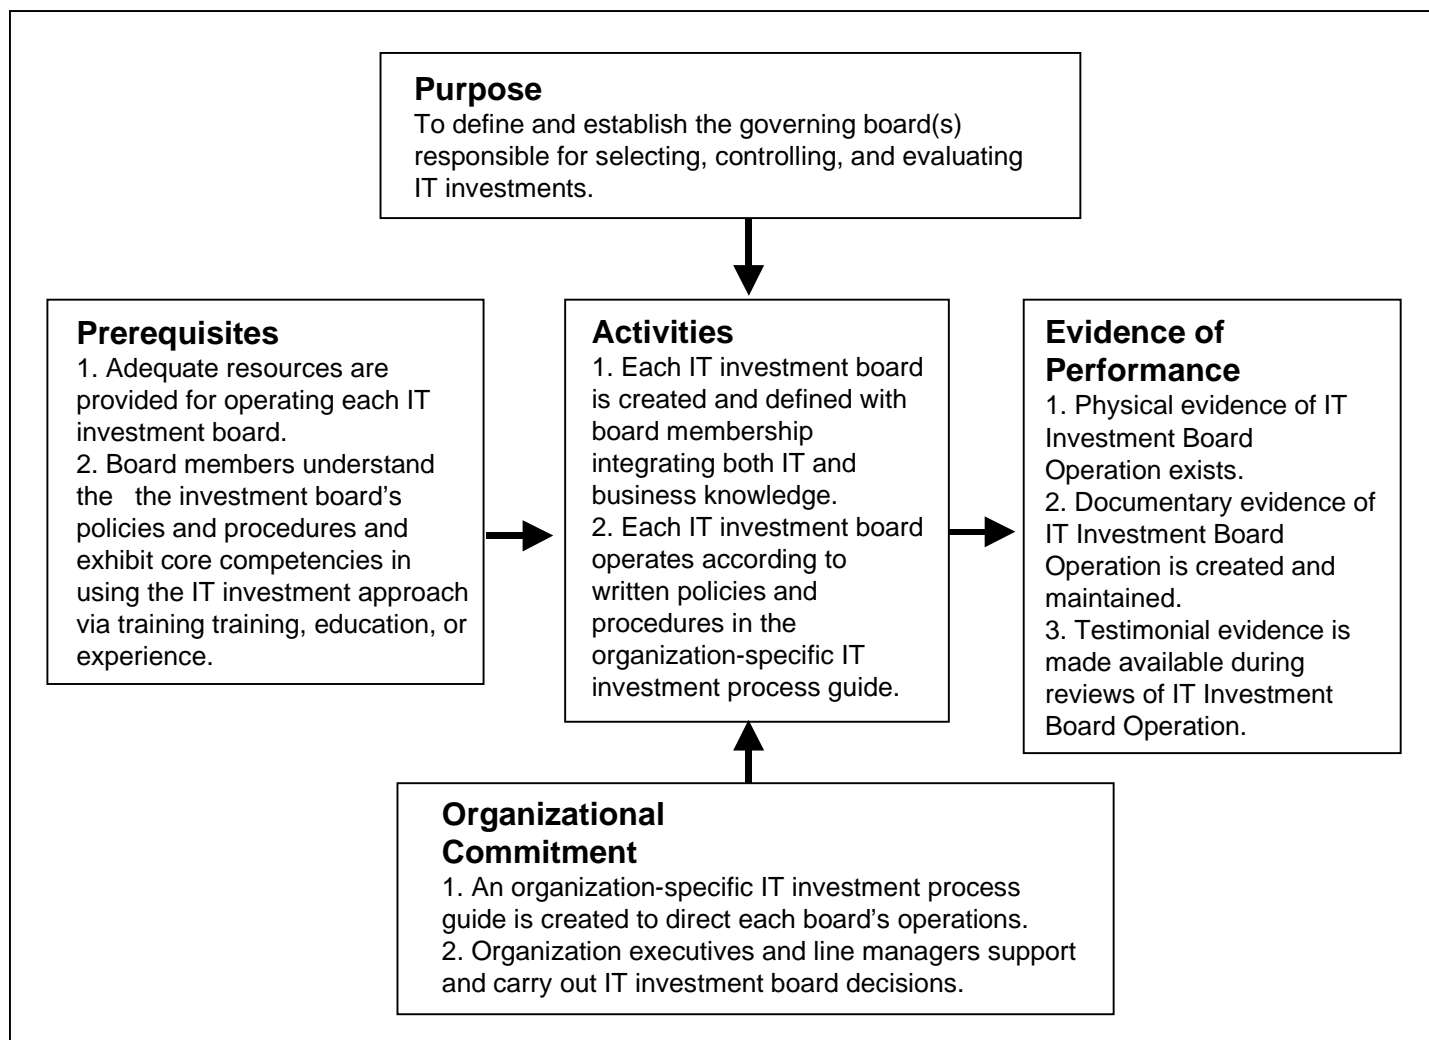 Purpose
To define and establish the governing board(s)
responsible for selecting, controlling, and evaluating
IT investments.
Prerequisites
1. Adequate resources are
provided for operating each IT
investment board.
2. Board members understand
the   the investment board's
policies and procedures and
exhibit core competencies in
using the IT investment approach
via training training, education, or
experience.
Activities
1. Each IT investment board
is created and defined with
board membership
integrating both IT and
business knowledge.
2. Each IT investment board
operates according to
written policies and
procedures in the
organization-specific IT
investment process guide.
Evidence of
Performance
1. Physical evidence of IT
Investment Board
Operation exists.
2. Documentary evidence of
IT Investment Board
Operation is created and
maintained.
3. Testimonial evidence is
made available during
reviews of IT Investment
Board Operation.
Organizational
Commitment
1. An organization-specific IT investment process
guide is created to direct each board's operations.
2. Organization executives and line managers support
and carry out IT investment board decisions.